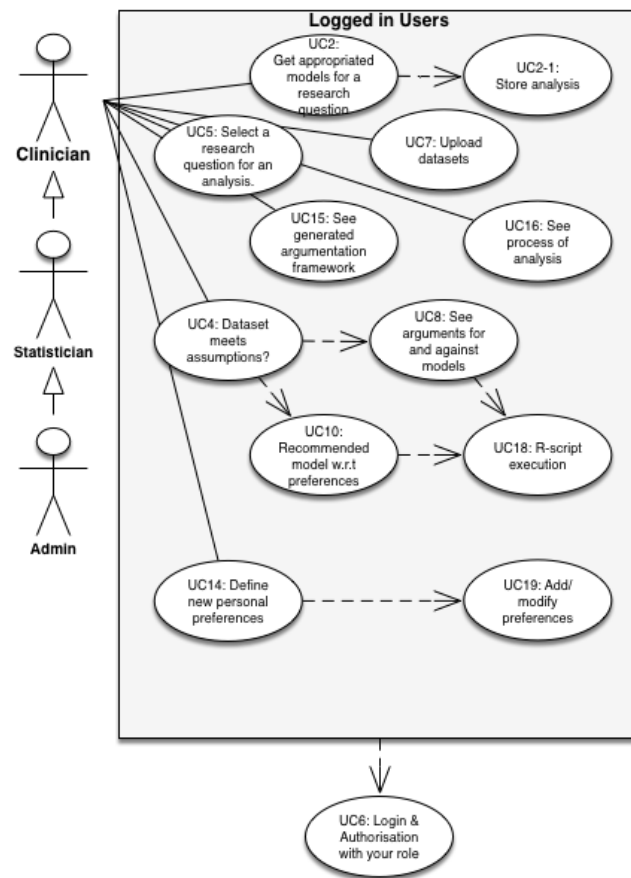 Logged in Users
UC2:
Get appropriated
models for a
research
question
UC2-1:
Store analysis
Clinician
UC5: Select a
research
question for an
analysis.
UC7: Upload
datasets
UC15: See
generated
argumentation
framework
UC16: See
process of
analysis
Statistician
UC4: Dataset
meets
assumptions?
UC8: See
arguments for
and against
models
UC10:
Recommended
model w.r.t
preferences
UC18: R-script
execution
Admin
UC14: Define
new personal
preferences
UC19: Add/
modify
preferences
UC6: Login &
Authorisation
with your role